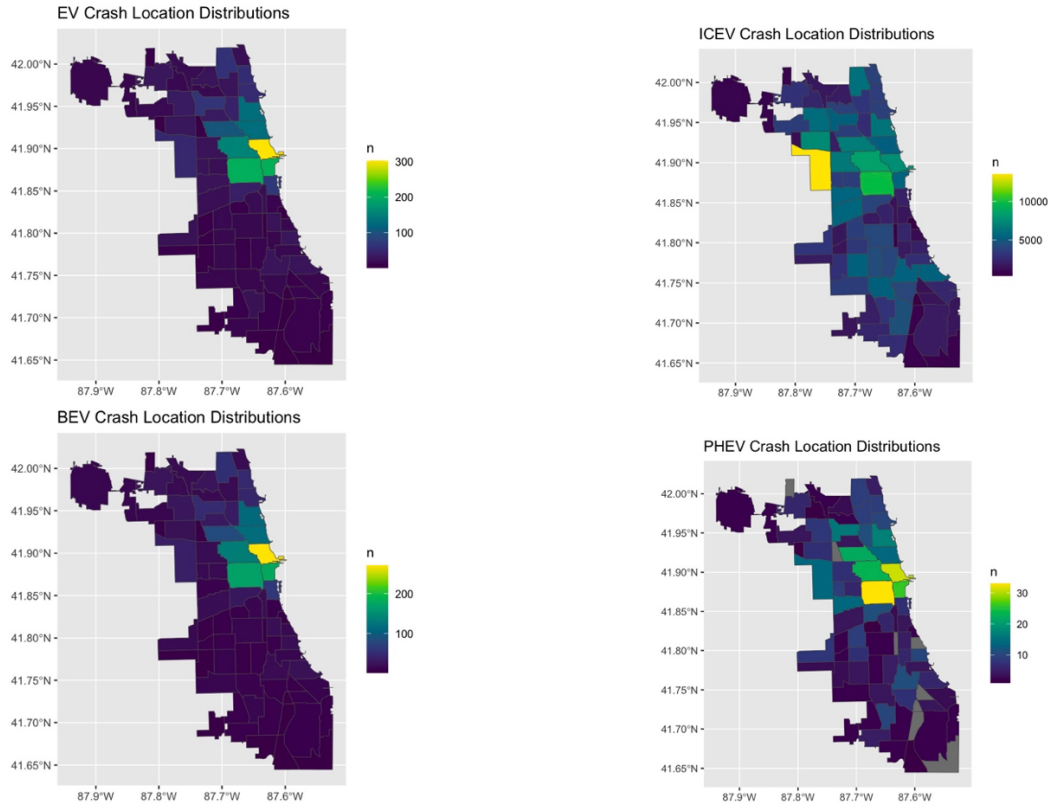 EV Crash Location Distributions
42.00°N
41.95°N
41.90°N
41.85°N
41.80°N
41.75°N
41.70°N
41.65°N
87.9°W 87.8°W 87.7°W 87.6°W
n
300
200
100
ICEV Crash Location Distributions
42.00°N
41.95°N
41.90°N
41.85°N
41.80°N
41.75°N
41.70°N
41.65°N
87.9°W 87.8°W 87.7°W 87.6°W
n
10000
5000
BEV Crash Location Distributions
42.00°N
41.95°N
41.90°N
41.85°N
41.80°N
41.75°N
41.70°N
41.65°N
87.9°W 87.8°W 87.7°W 87.6°W
n
200
100
PHEV Crash Location Distributions
42.00°N
41.95°N
41.90°N
41.85°N
41.80°N
41.75°N
41.70°N
41.65°N
87.9°W 87.8°W 87.7°W 87.6°W
n
30
20
10